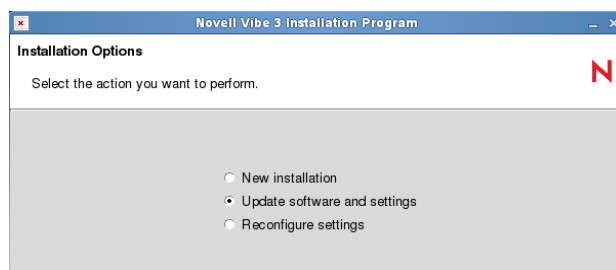 Novell Vibe 3 Installation Program
Installation Options
Select the action you want to perform.
N
New installation
Update software and settings
Reconfigure settings